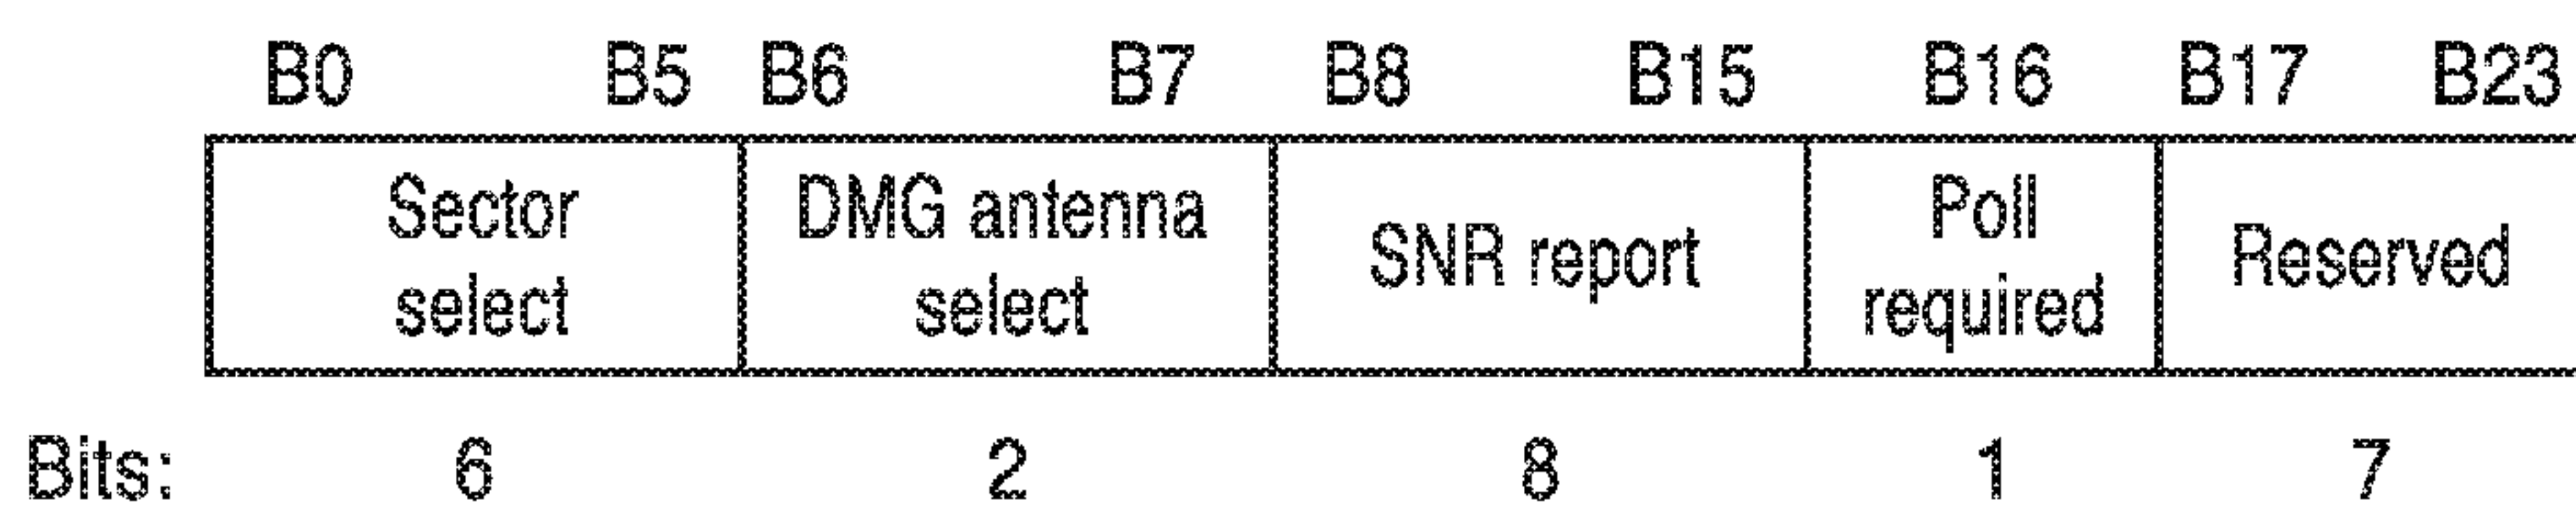 B0 B5 B6 B7 B8 B15 B16 B17 B23
Sector select DMG antenna select SNR report Poll required Reserved
Bits: 6 2 8 1 7